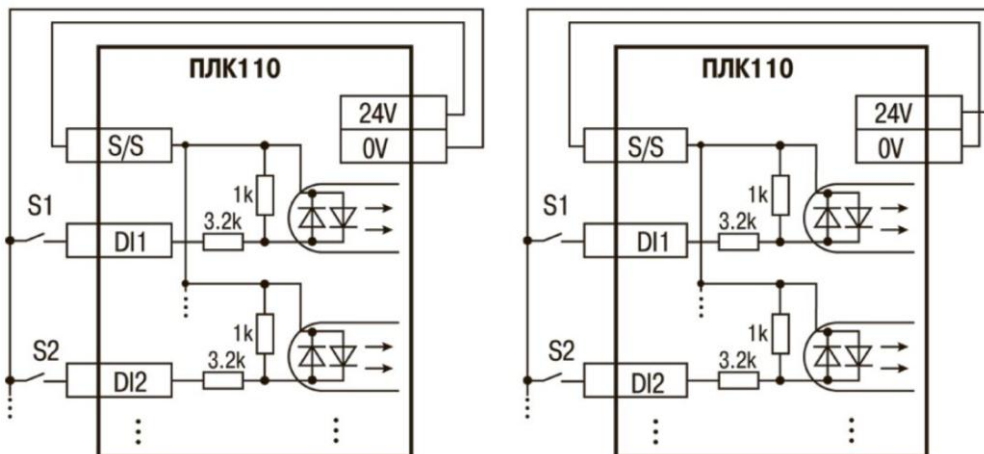 ПЛК110
24V
0V
S/S
1k
S1
3.2k
DI1
1k
S2
3.2k
DI2
ПЛК110
24V
0V
S/S
1k
S1
3.2k
DI1
1k
S2
3.2k
DI2